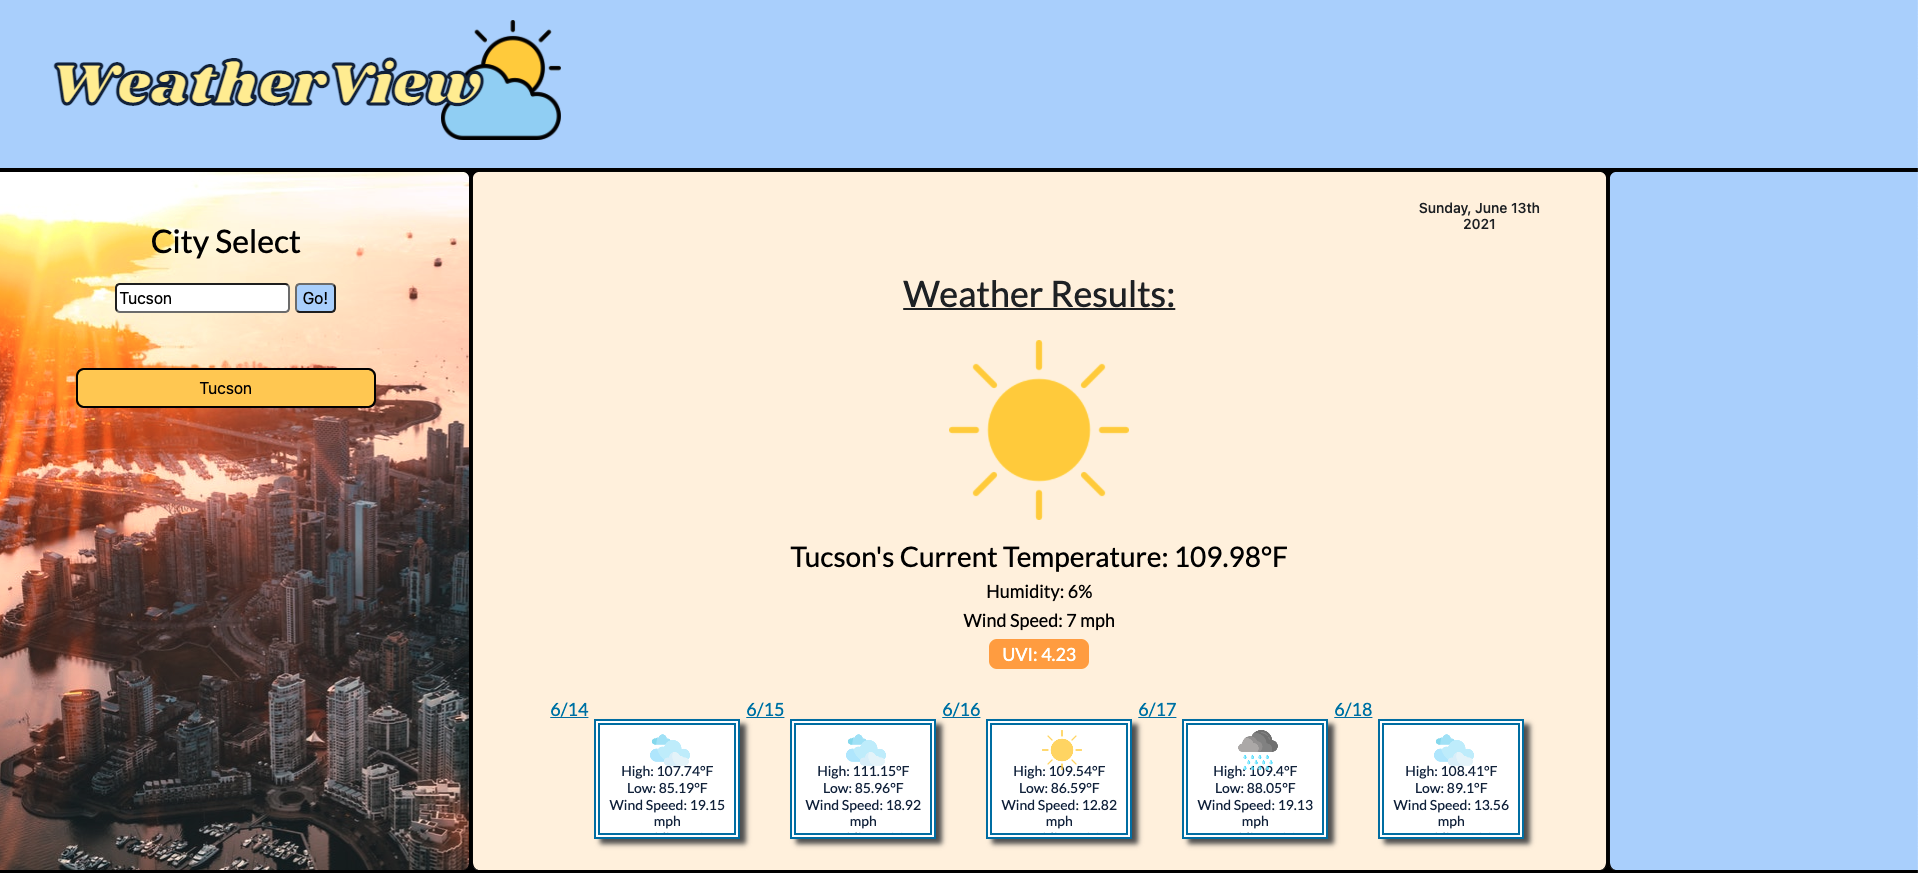 WeatherView
City Select
Tucson
Go!
Tucson
Sunday, June 13th
2021
Weather Results:
Tucson's Current Temperature: 109.98°F
Humidity: 6%
Wind Speed: 7 mph
UVI: 4.23
6/14
High: 107.74°F
Low: 85.19°F
Wind Speed: 19.15
mph
6/15
High: 111.15°F
Low: 85.96°F
Wind Speed: 18.92
mph
6/16
High: 109.54°F
Low: 86.59°F
Wind Speed: 12.82
mph
6/17
High: 109.4°F
Low: 88.05°F
Wind Speed: 19.13
mph
6/18
High: 108.41°F
Low: 89.1°F
Wind Speed: 13.56
mph